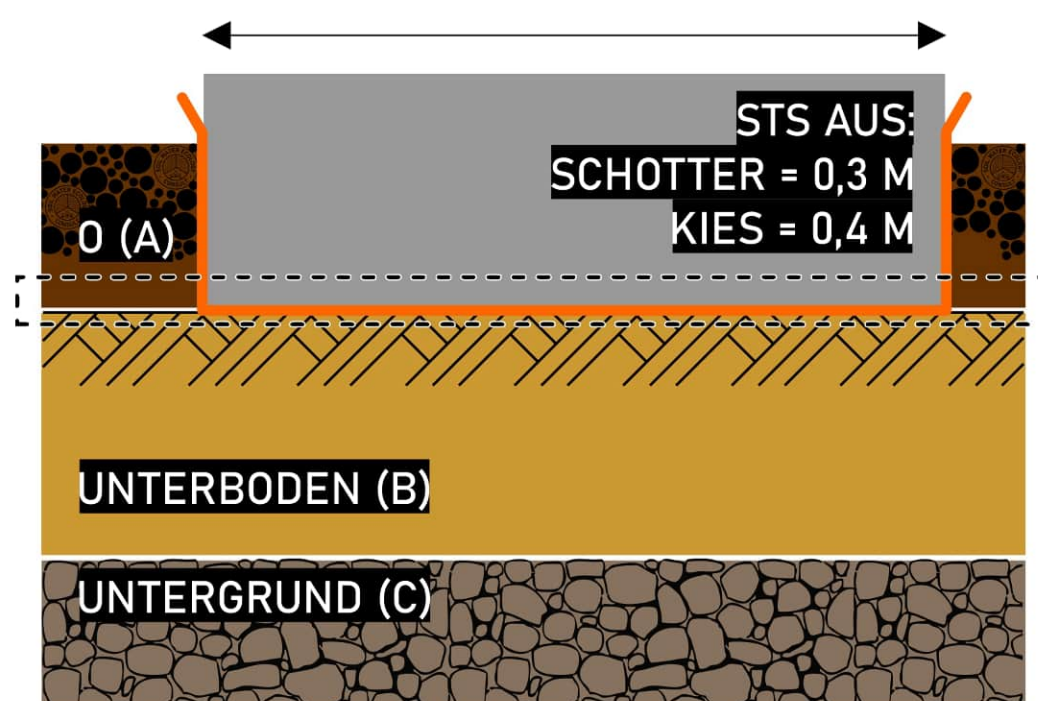 STS AUS:
SCHOTTER = 0,3 M
KIES = 0,4 M
O (A)
UNTERBODEN (B)
UNTERGRUND (C)